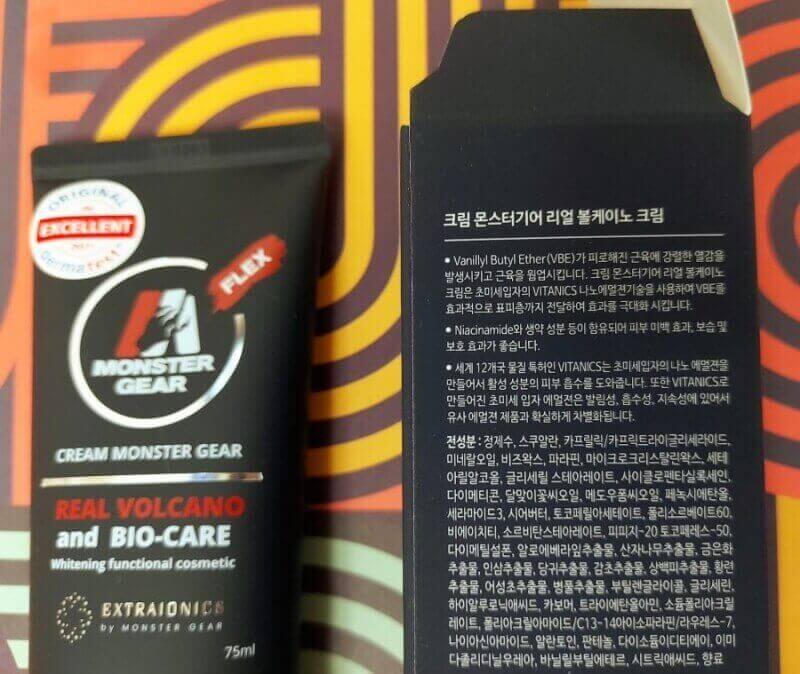 ORIGINAL
EXCELLENT
dermatest
FLEX
MONSTER
GEAR
CREAM MONSTER GEAR
REAL VOLCANO
and BIO-CARE
Whitening functional cosmetic
EXTRAIONICS
by MONSTER GEAR
75ml
크림 몬스터기어 리얼 볼케이노 크림
• Vanillyl Butyl Ether(VBE)가 피로해진 근육에 강렬한 열감을
발생시키고 근육을 웜업시킵니다. 크림 몬스터기어 리얼 볼케이노
크림은 초미세입자의 VITANICS 나노에멀젼기술을 사용하여 VBE를
효과적으로 표피층까지 전달하여 효과를 극대화 시킵니다.
• Niacinamide와 생약 성분 등이 함유되어 피부 미백 효과, 보습 및
보호 효과가 좋습니다.
• 세계 12개국 물질 특허인 VITANICS는 초미세입자의 나노 에멀젼을
만들어서 활성 성분의 피부 흡수를 도와줍니다. 또한 VITANICS로
만들어진 초미세 입자 에멀젼은 발림성, 흡수성, 지속성에 있어서
유사 에멀젼 제품과 확실하게 차별화됩니다.
전성분 : 정제수, 스쿠알란, 카프릴릭/카프릭트라이글리세라이드,
미네랄오일, 비즈왁스, 파라핀, 마이크로크리스탈린왁스, 세테
아릴알코올, 글리세릴 스테아레이트, 사이클로펜타실록세인,
다이메티콘, 달맞이꽃씨오일, 메도우폼씨오일, 페녹시에탄올,
세라마이드3, 시어버터, 토코페릴아세테이트, 폴리소르베이트60,
비에이치티, 소르비탄스테아레이트, 피피지-20 토코페레스-50,
다이메틸설폰, 알로에베라잎추출물, 산자나무추출물, 금은화
추출물, 인삼추출물, 당귀추출물, 감초추출물, 상백피추출물, 황련
추출물, 어성초추출물, 병풀추출물, 부틸렌글라이콜, 글리세린,
하이알루로닉애씨드, 카보머, 트라이에탄올아민, 소듐폴리아크릴
레이트, 폴리아크릴아마이드/C13-14아이소파라핀/라우레스-7,
나이아신아마이드, 알란토인, 판테놀, 다이소듐이디티에이, 이미
다졸리디닐우레아, 바닐릴부틸에테르, 시트릭애씨드, 향료